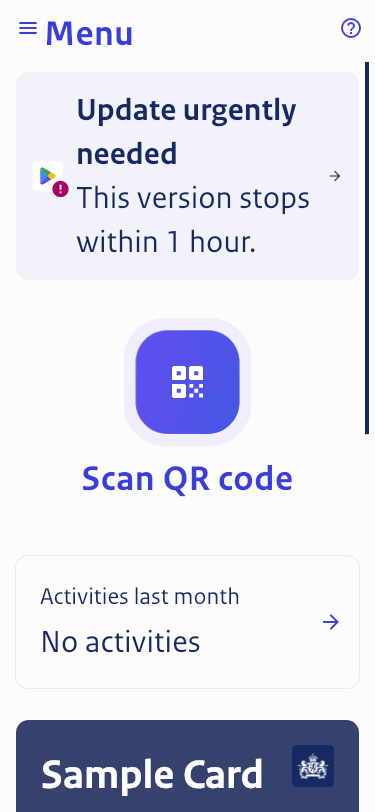 Menu
Update urgently
needed
This version stops
within 1 hour.
Scan QR code
Activities last month
No activities
Sample Card